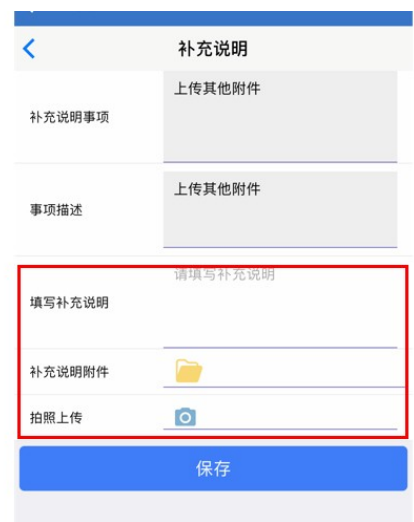 补充说明
上传其他附件
补充说明事项
上传其他附件
事项描述
请填写补充说明
填写补充说明
补充说明附件
拍照上传
保存